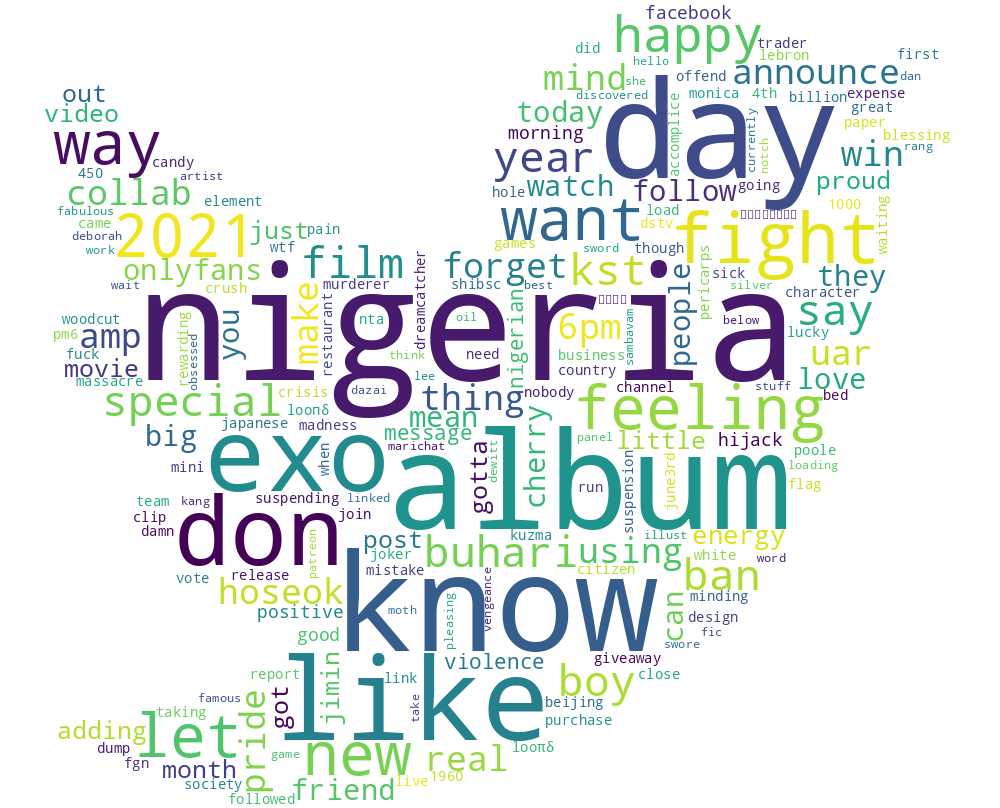 facebook
happy
trader
did
lebron
first
hello
mind
she
offend
announce
dan
out
discovered
monica
4th
billion
expense
video
today
day
great
way
morning
accomplice
currently
notch
paper
blessing
candy
year
win
rang
450
artist
collab
hole
watch
follow
going
proud
fabulous
element
want
load
1000
came
2021
just
pain
dstv
fight
waiting
deborah
work
wtf
games
sword
though
wait
onlyfans
film
forget
kst
people
pericarps
sick
they
crush
murderer
shibsc
best
silver
character
nigeria
make
dreamcatcher
woodcut
amp
you
restaurant
nta
oil
nigerian
6pm
sambavam
below
say
pm6
rewarding
obsessed
need
business
lucky
fuck
movie
think
country
uar
massacre
crisis
dazai
lee
nobody
channel
stuff
love
special
loonδ
thing
feeling
bed
japanese
madness
mean
big
exo
when
message
cherry
panel
little
hijack
poole
marichat
dewitt
loading
mini
gotta
album
suspension
june3rd
flag
kang
suspending
linked
run
team
clip
join
don
damn
post
kuzma
illust
energy
joker
buhari
using
white
word
vote
release
patreon
mistake
know
citizen
ban
hoseok
moth
pleasing
vengeance
can
minding
positive
design
swore
fic
good
jimin
violence
giveaway
report
link
like
boy
close
famous
pride
got
take
beijing
taking
purchase
adding
let
new
real
loonδ
dump
game
fgn
month
live
1960
society
friend
followed